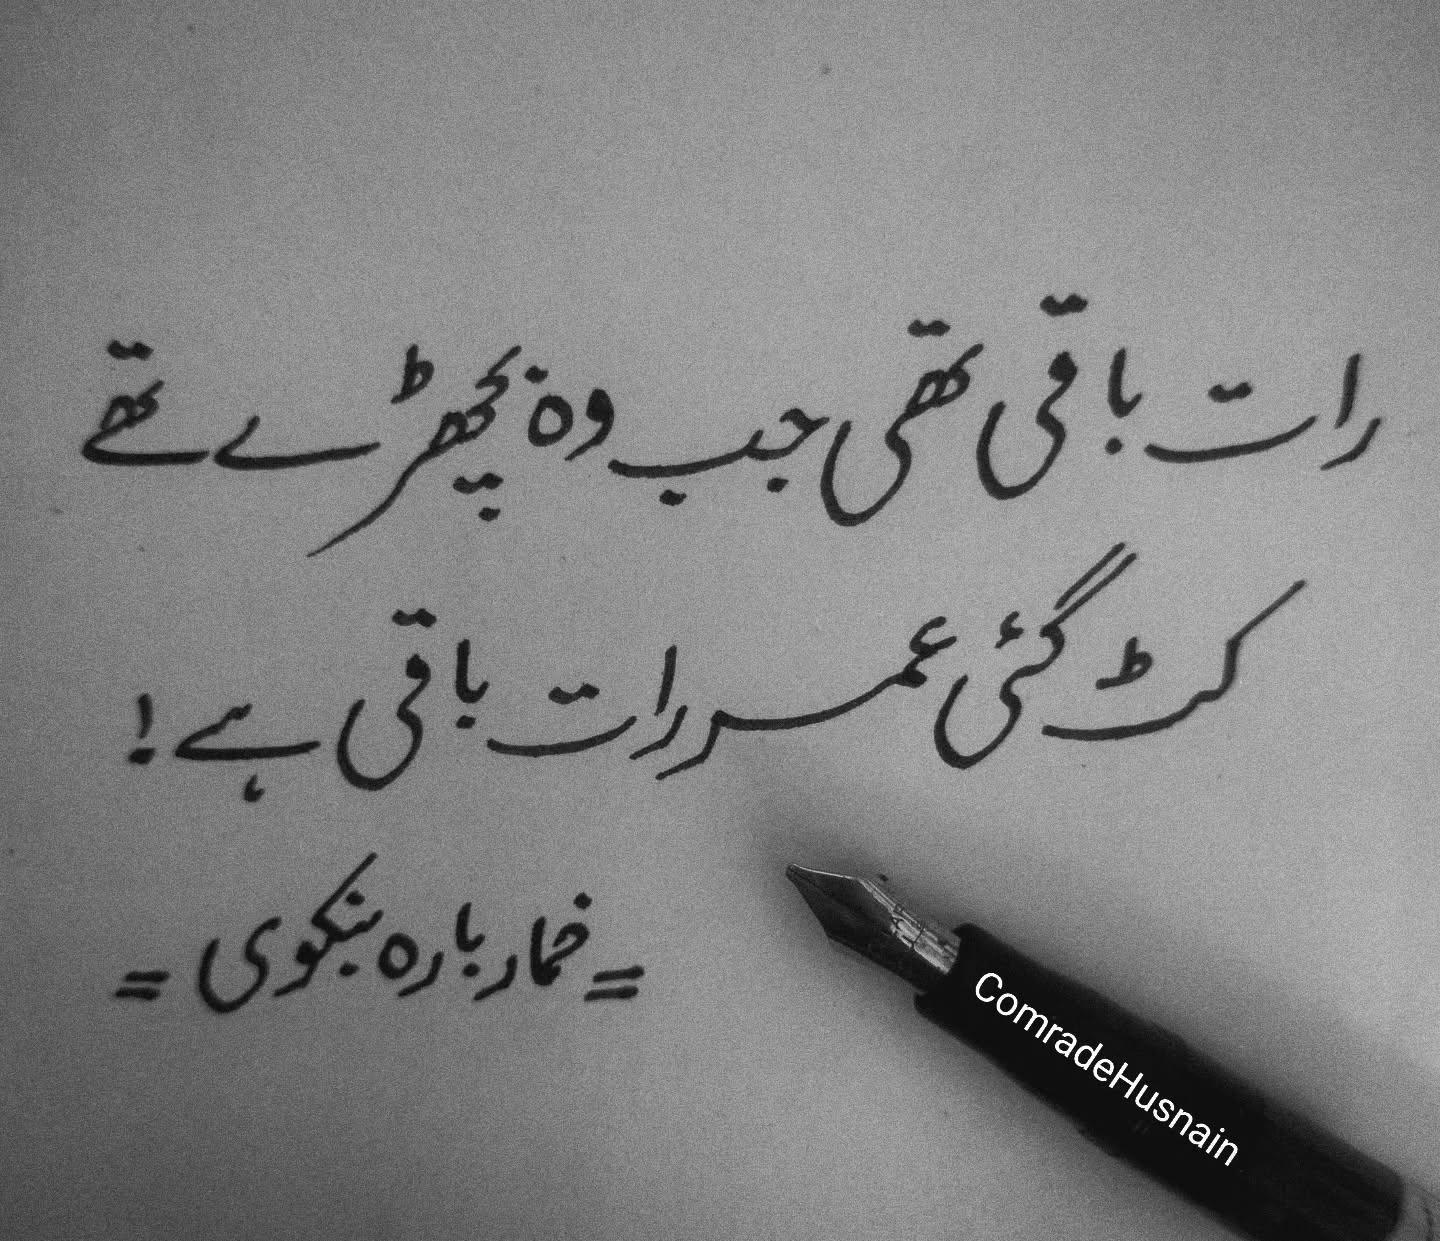 رات باقی تھی جب وہ بچھڑے تھے
کٹ گئی عمر رات باقی ہے!
= خمار بارہ بنکوی =
ComradeHusnain